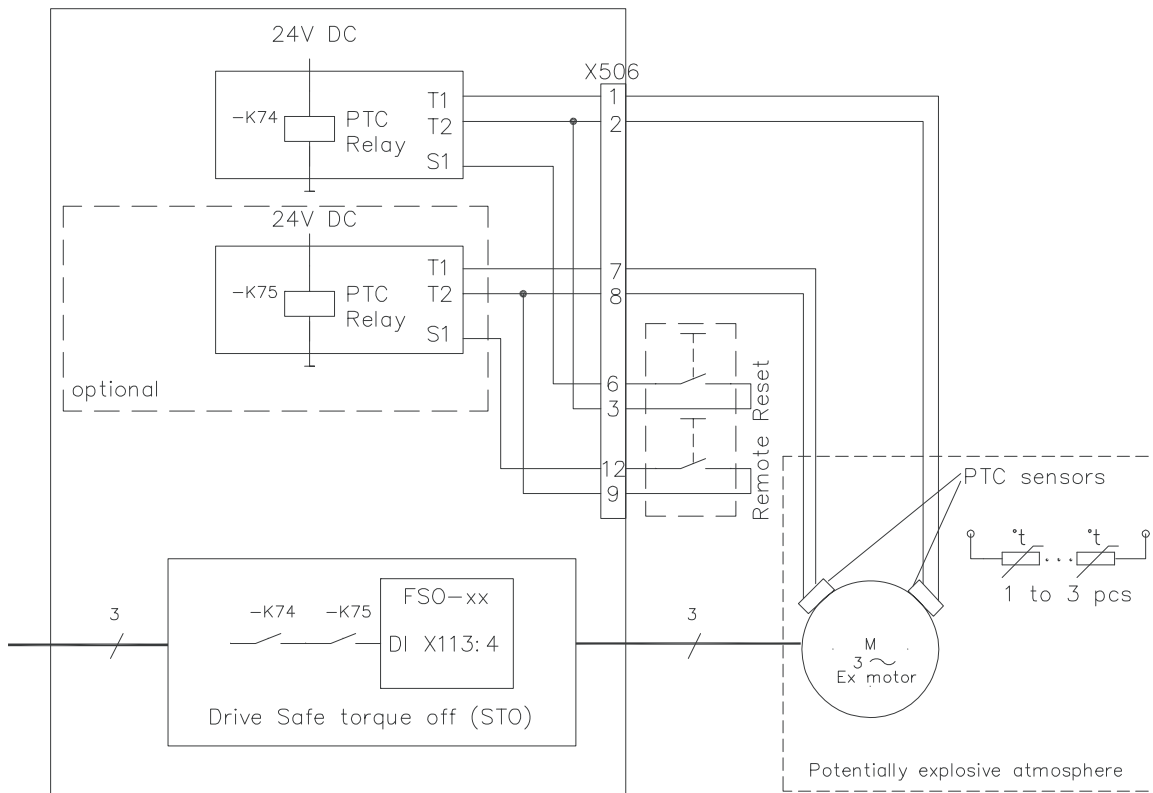 24V DC
X506
-K74
PTC
Relay
T1
T2
S1
1
2
24V DC
-K75
PTC
Relay
T1
T2
S1
7
8
optional
6
3
12
9
Remote Reset
PTC sensors
°t
...
°t
1 to 3 pcs
3
-K74
-K75
FSO-xx
DI X113:4
3
M
3~
Ex motor
Drive Safe torque off (STO)
Potentially explosive atmosphere